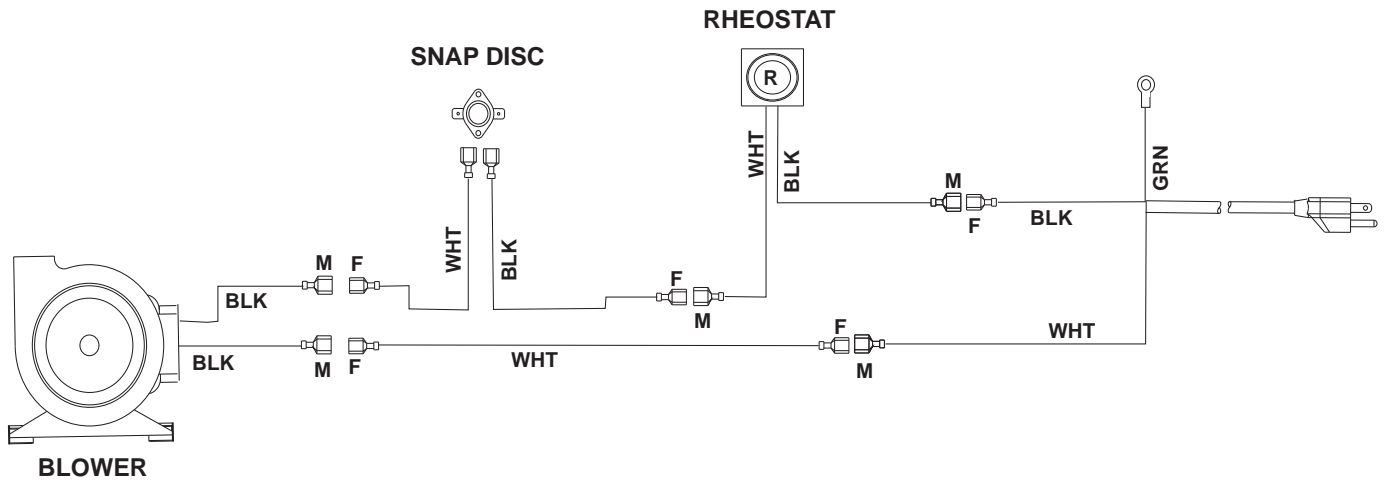 RHEOSTAT
SNAP DISC
R
WHT
BLK
GRN
M
F
BLK
WHT
BLK
M F
BLK
F
M
BLK
M F
WHT
F
M
WHT
BLOWER